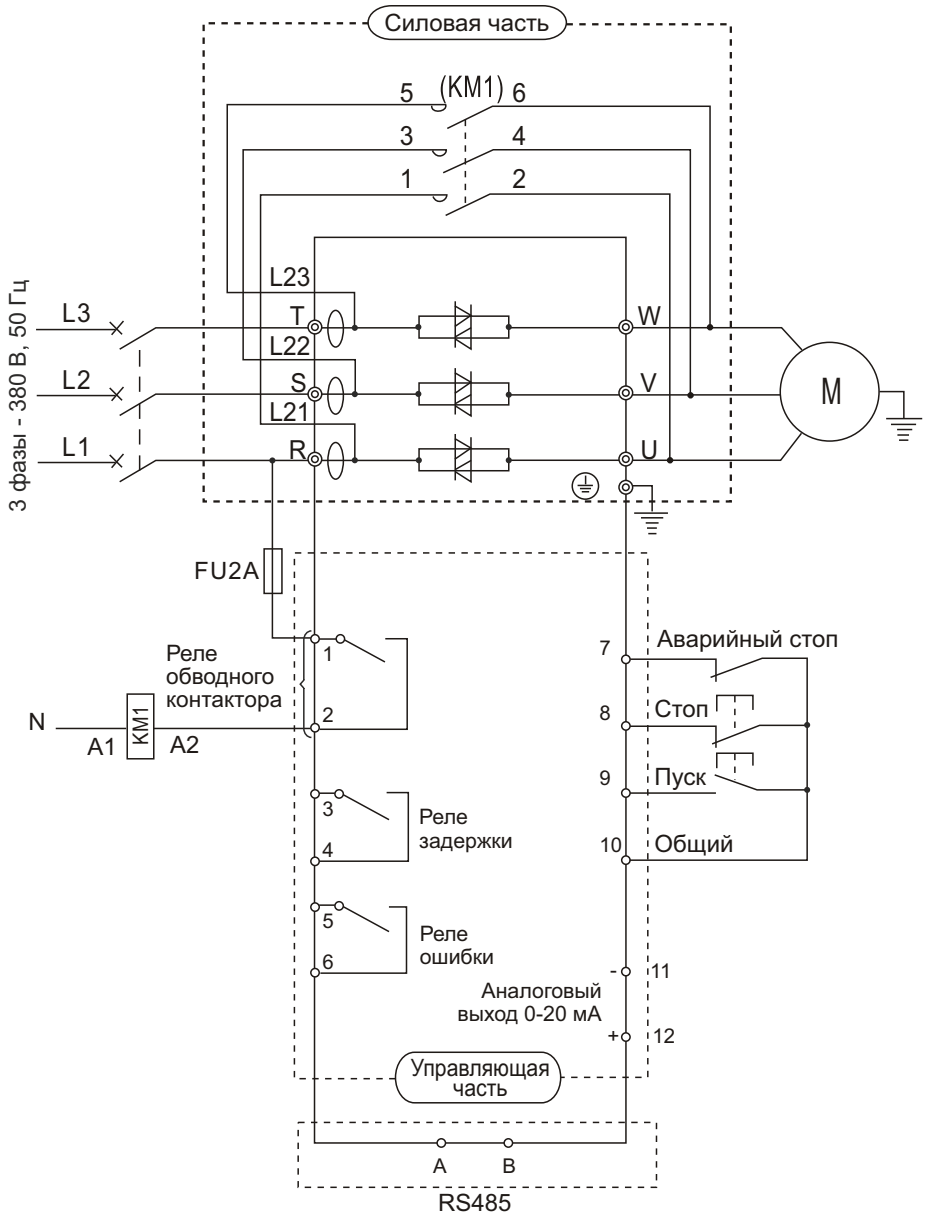 Силовая часть
5 (KM1) 6
3 4
1 2
3 фазы - 380 В, 50 Гц
L23
L3 T W
L22
L2 S V
M
L21
L1 R U
FU2A
Реле
обводного
контактора
1
2
N A1 KM1 A2
7 Аварийный стоп
8 Стоп
9 Пуск
10 Общий
3
4
Реле
задержки
5
6
Реле
ошибки
- 11
Аналоговый
выход 0-20 мА
+ 12
Управляющая
часть
A B
RS485